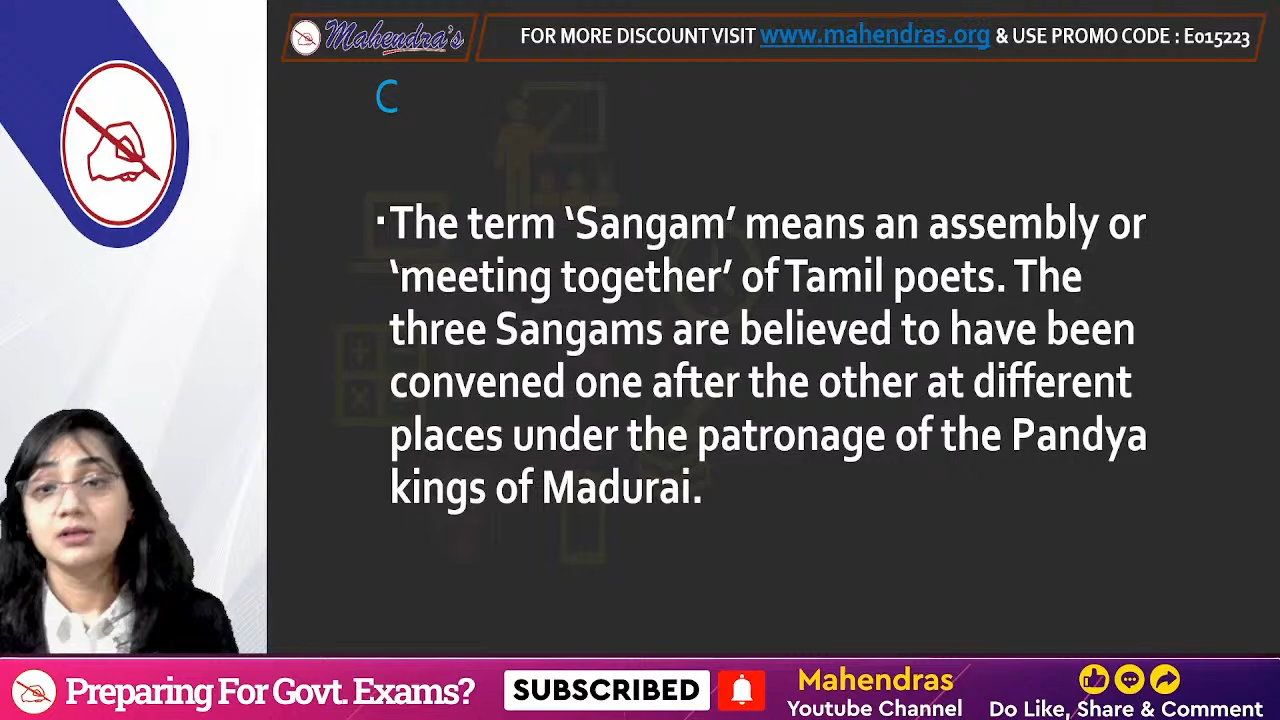 Mahendra's
FOR MORE DISCOUNT VISIT www.mahendras.org & USE PROMO CODE : E015223
C
▪The term ‘Sangam’ means an assembly or
‘meeting together’ of Tamil poets. The
three Sangams are believed to have been
convened one after the other at different
places under the patronage of the Pandya
kings of Madurai.
Preparing For Govt. Exams?
SUBSCRIBED
Mahendras
Youtube Channel
Do Like, Share & Comment